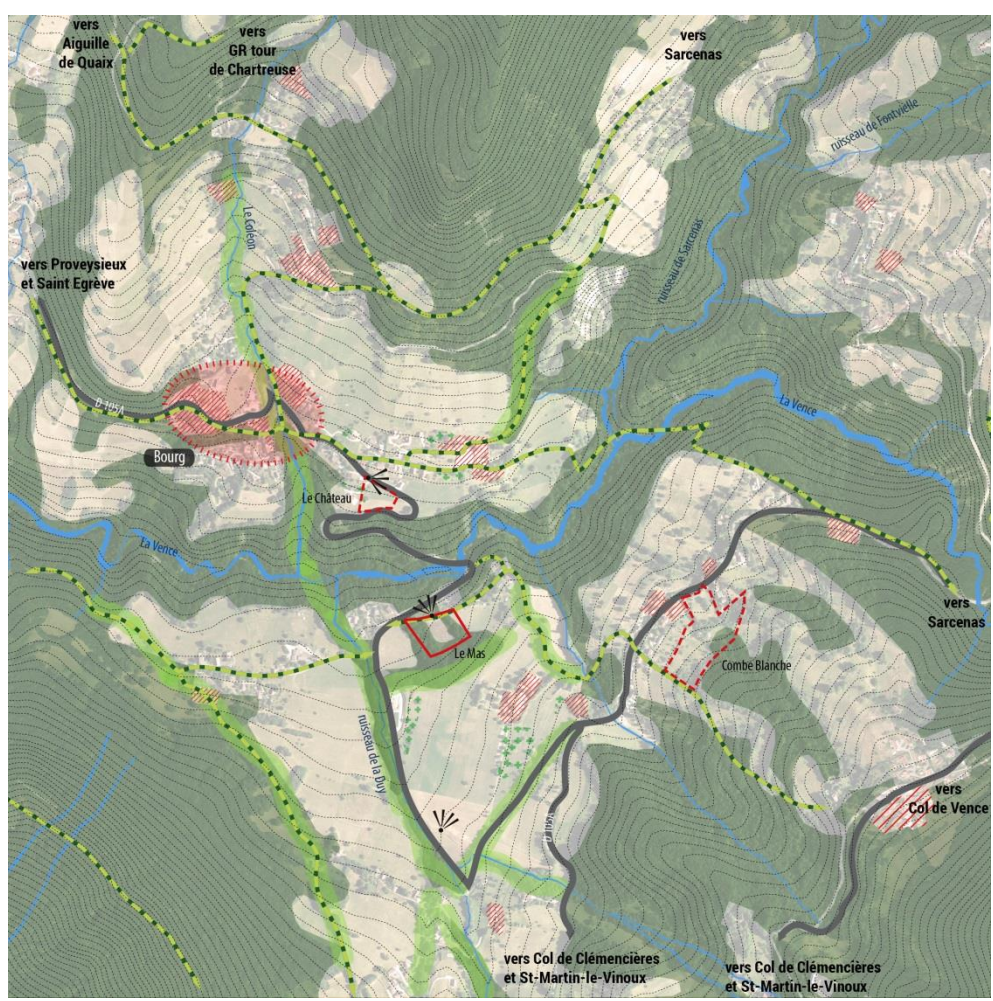 vers
Aiguille
de Quaix
vers
GR tour
de Chartreuse
vers
Sarcenas
ruisseau de Fontvielle
Le Coléon
ruisseau de Sarcenas
vers Proveysieux
et Saint Egrève
D 105A
La Vence
Bourg
Le Château
La Vence
vers
Sarcenas
Le Mas
Combe Blanche
ruisseau de la Duy
vers
Col de Vence
vers Col de Clémencières
et St-Martin-le-Vinoux
vers Col de Clémencières
et St-Martin-le-Vinoux